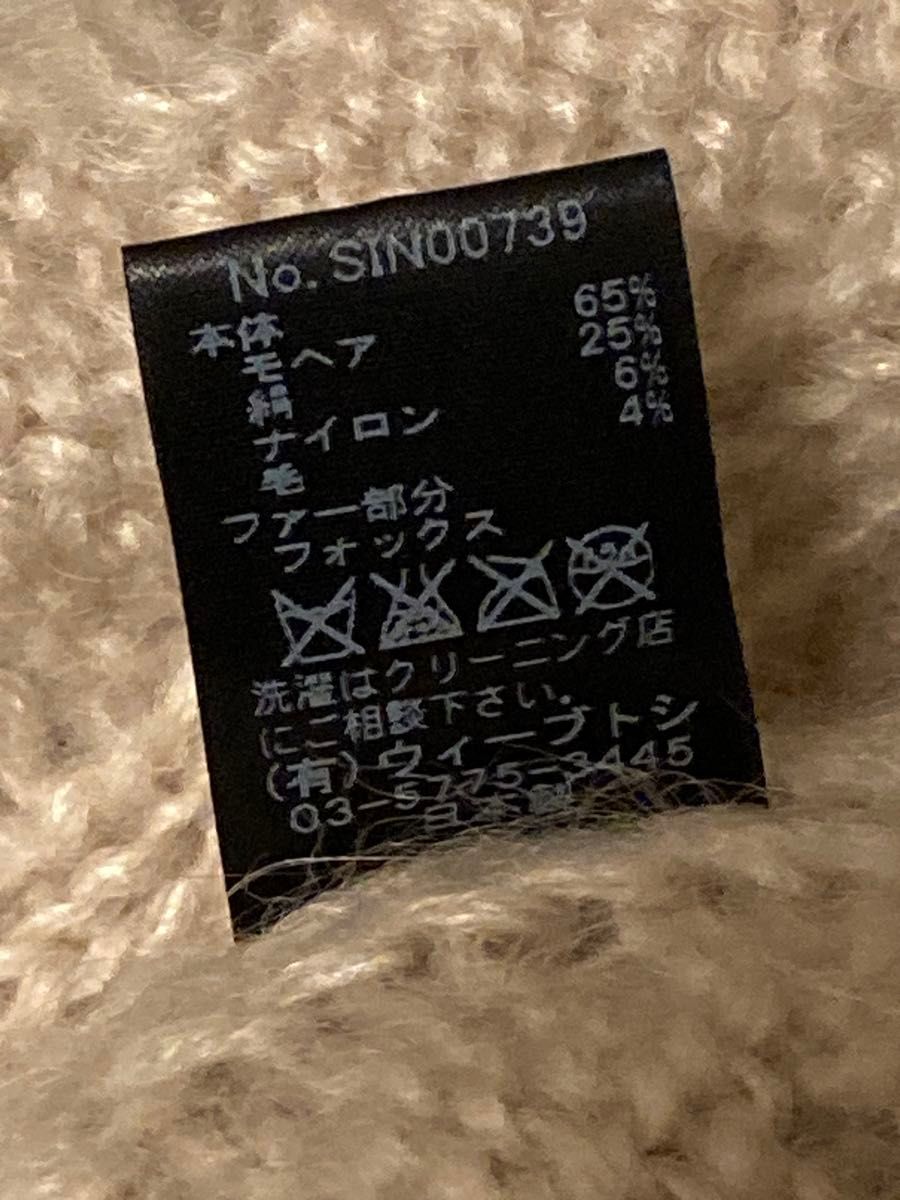 No. SIN00739
本体
モヘア 65%
絹 25%
ナイロン 6%
毛 4%
ファー部分
フォックス
洗濯はクリーニング店
にご相談下さい.
(有)ウィーブトシ
03-5775-3445
日本製